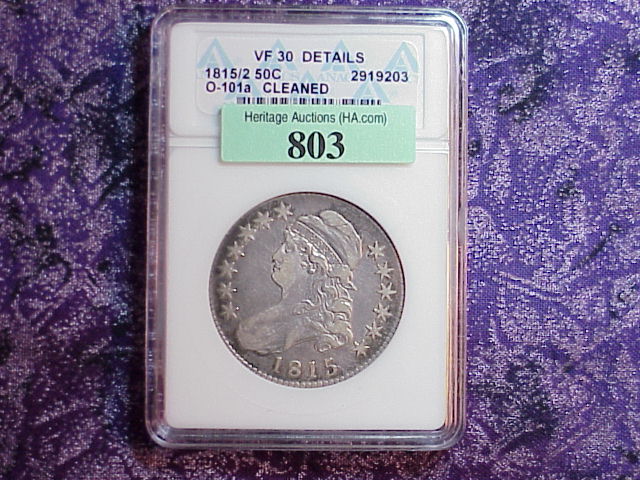 VF 30 DETAILS
1815/2 50C 2919203
O-101a CLEANED
Heritage Auctions (HA.com)
803
1815